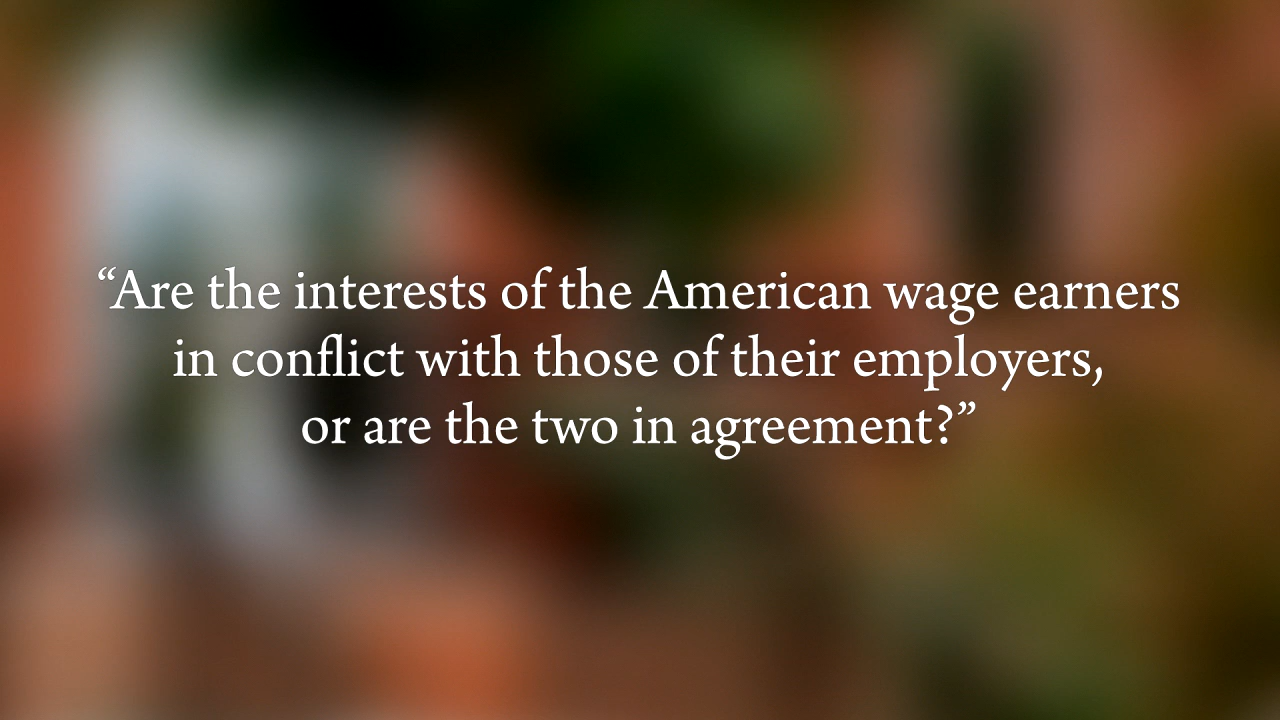 “Are the interests of the American wage earners
in conflict with those of their employers,
or are the two in agreement?”